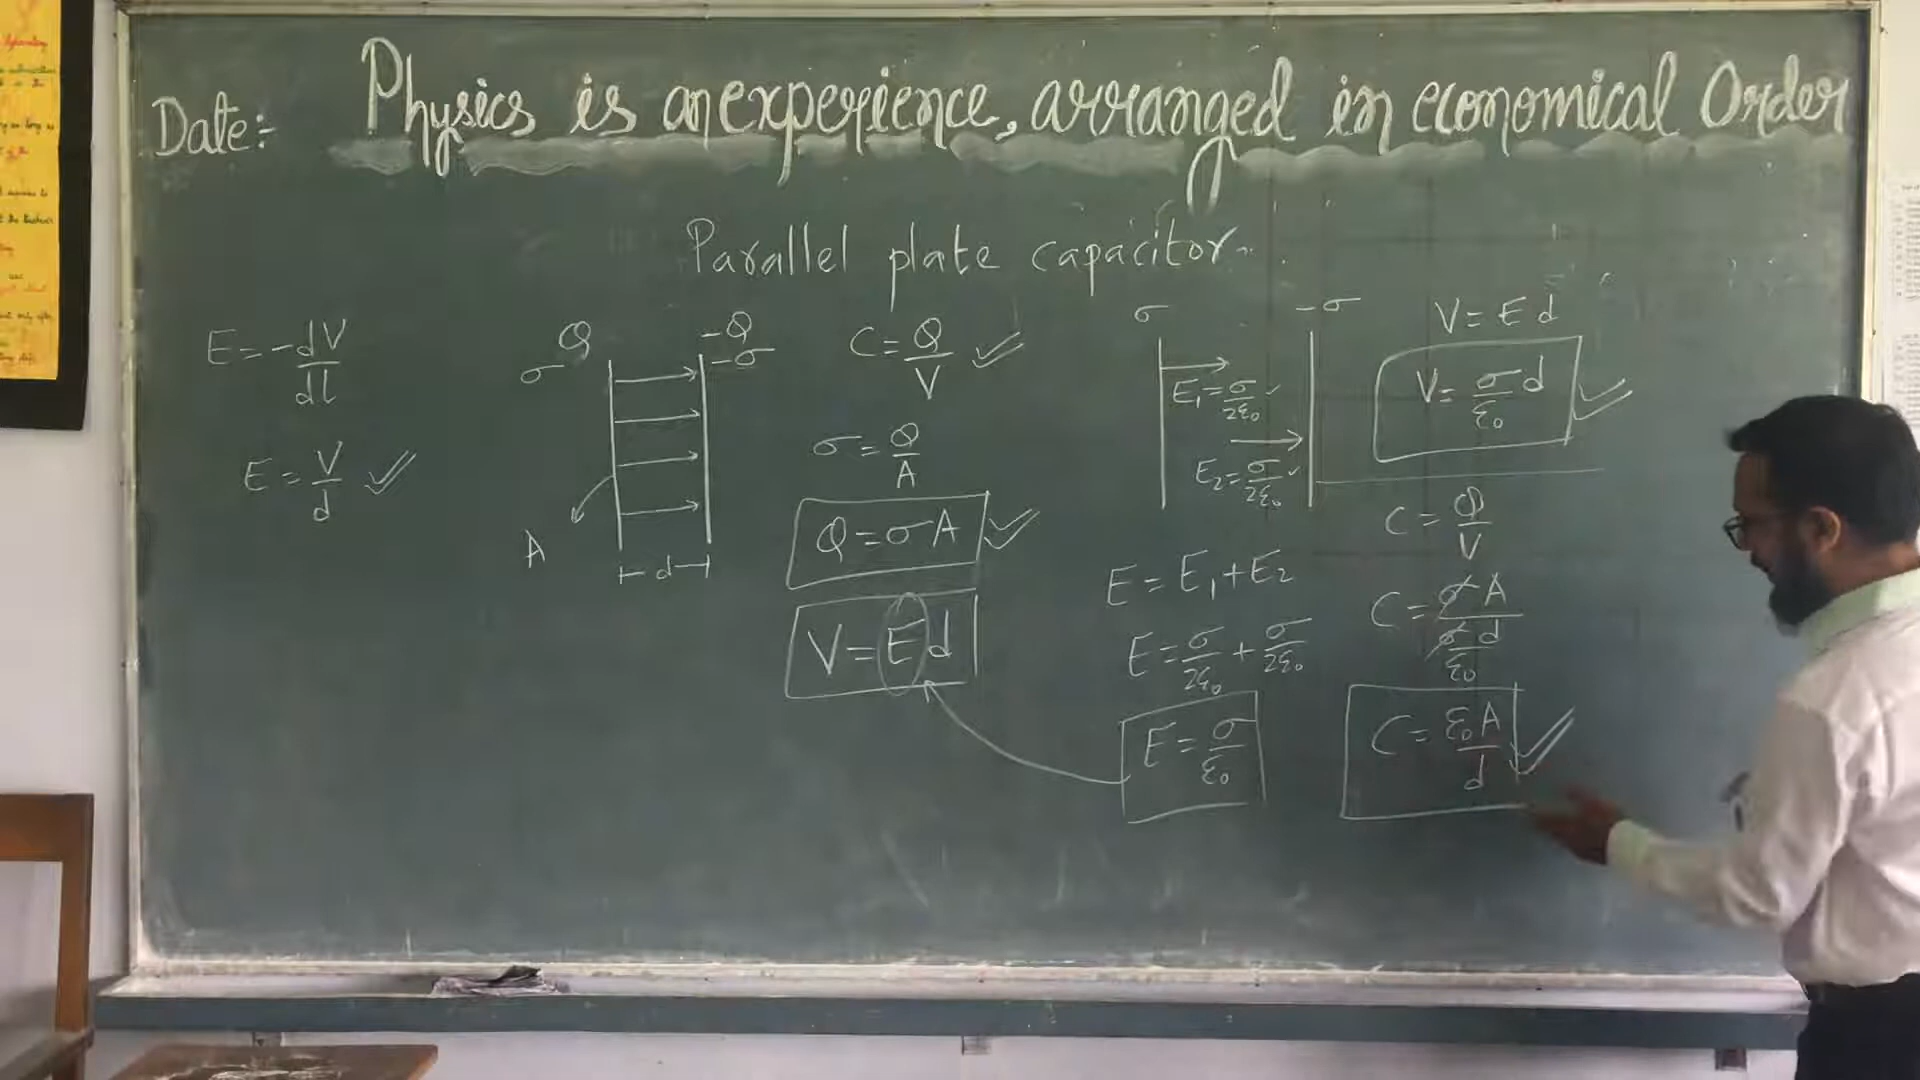 Date:-
Physics is an experience, arranged in economical Order
Parallel plate capacitor.
E = -dV/dl
E = V/d ✓
Q
-Q
σ
-σ
A
d
C = Q/V ✓
σ = Q/A
Q = σA ✓
V = Ed
σ
-σ
E₁ = σ/2ε₀ ✓
E₂ = σ/2ε₀ ✓
E = E₁ + E₂
E = σ/2ε₀ + σ/2ε₀
E = σ/ε₀
V = Ed
V = σ/ε₀ d ✓
C = Q/V
C = σA/(σd/ε₀)
C = ε₀A/d ✓